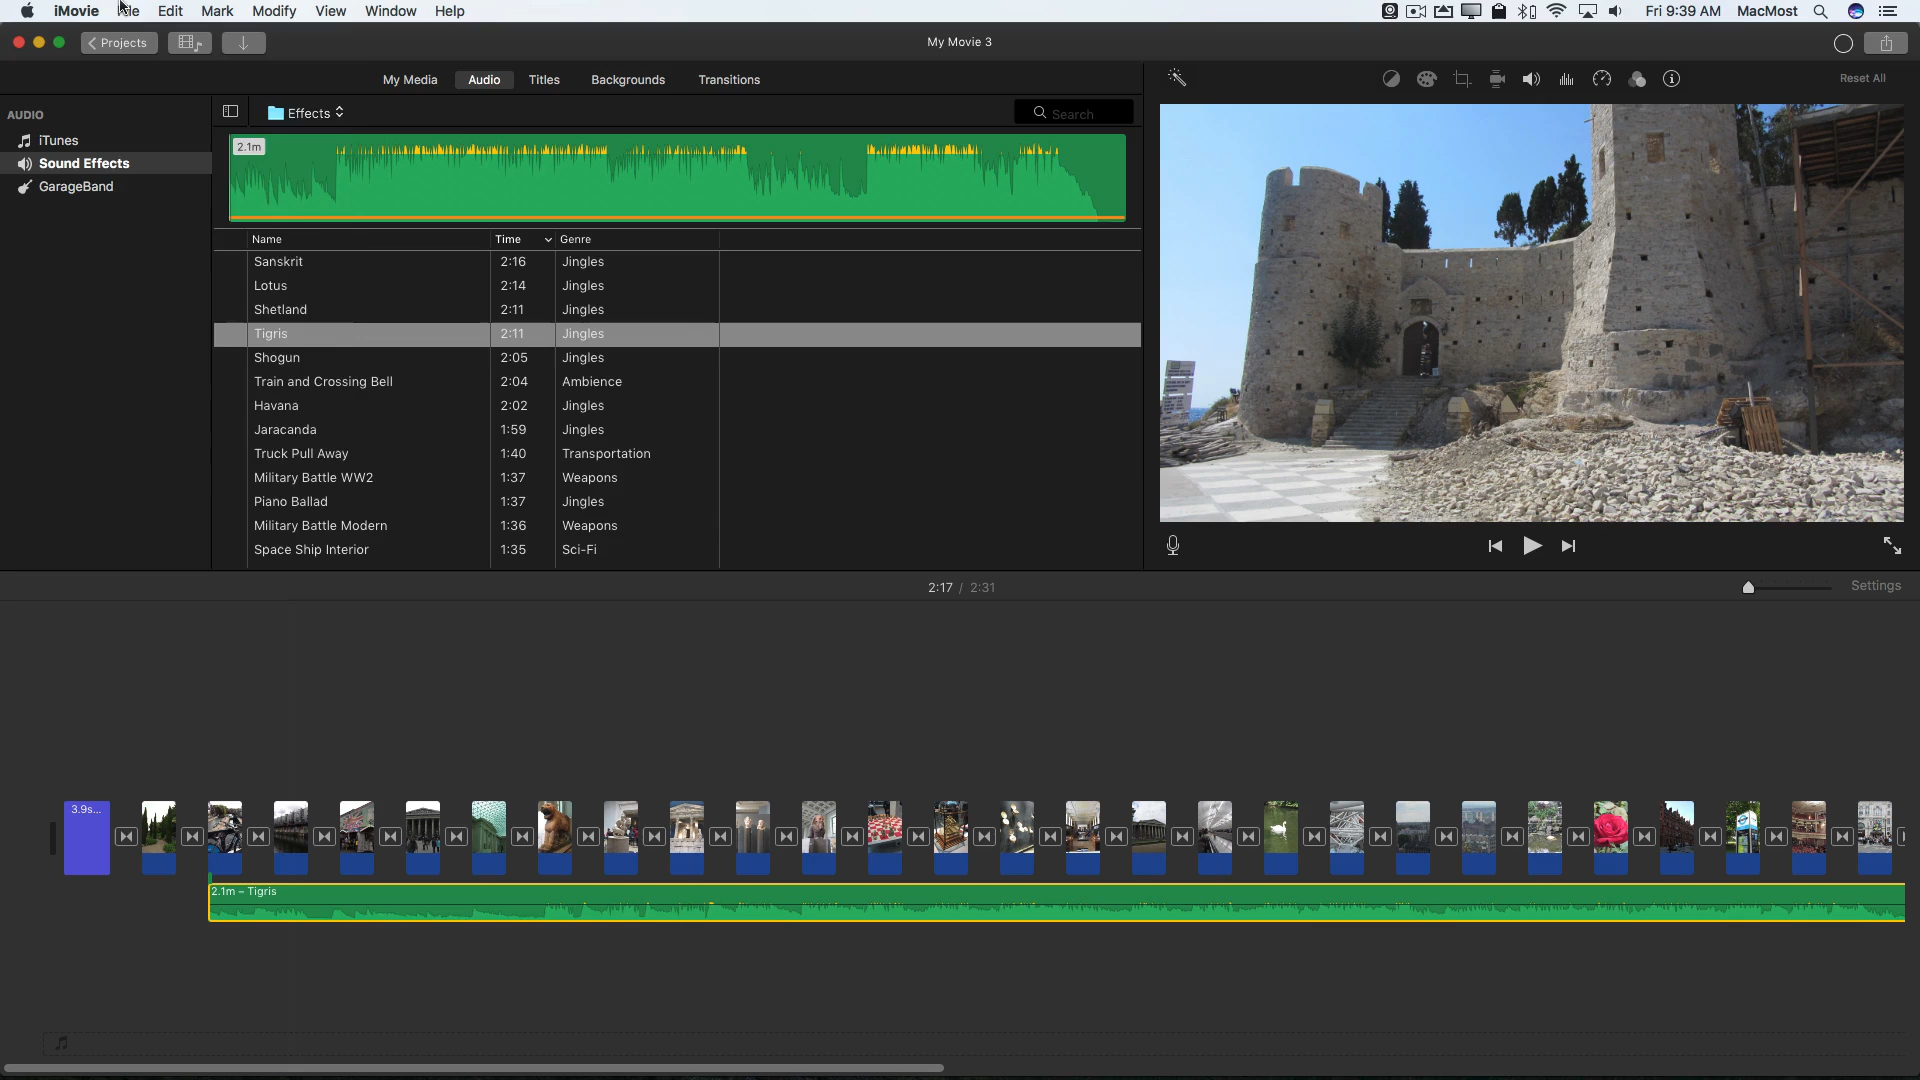 iMovie Edit Mark Modify View Window Help Fri 9:39 AM MacMost
Projects My Movie 3
My Media Audio Titles Backgrounds Transitions Reset All
AUDIO
iTunes
Sound Effects
GarageBand
Effects Search
2.1m
Name Time Genre
Sanskrit 2:16 Jingles
Lotus 2:14 Jingles
Shetland 2:11 Jingles
Tigris 2:11 Jingles
Shogun 2:05 Jingles
Train and Crossing Bell 2:04 Ambience
Havana 2:02 Jingles
Jaracanda 1:59 Jingles
Truck Pull Away 1:40 Transportation
Military Battle WW2 1:37 Weapons
Piano Ballad 1:37 Jingles
Military Battle Modern 1:36 Weapons
Space Ship Interior 1:35 Sci-Fi
2:17 / 2:31 Settings
3.9s...
2.1m – Tigris